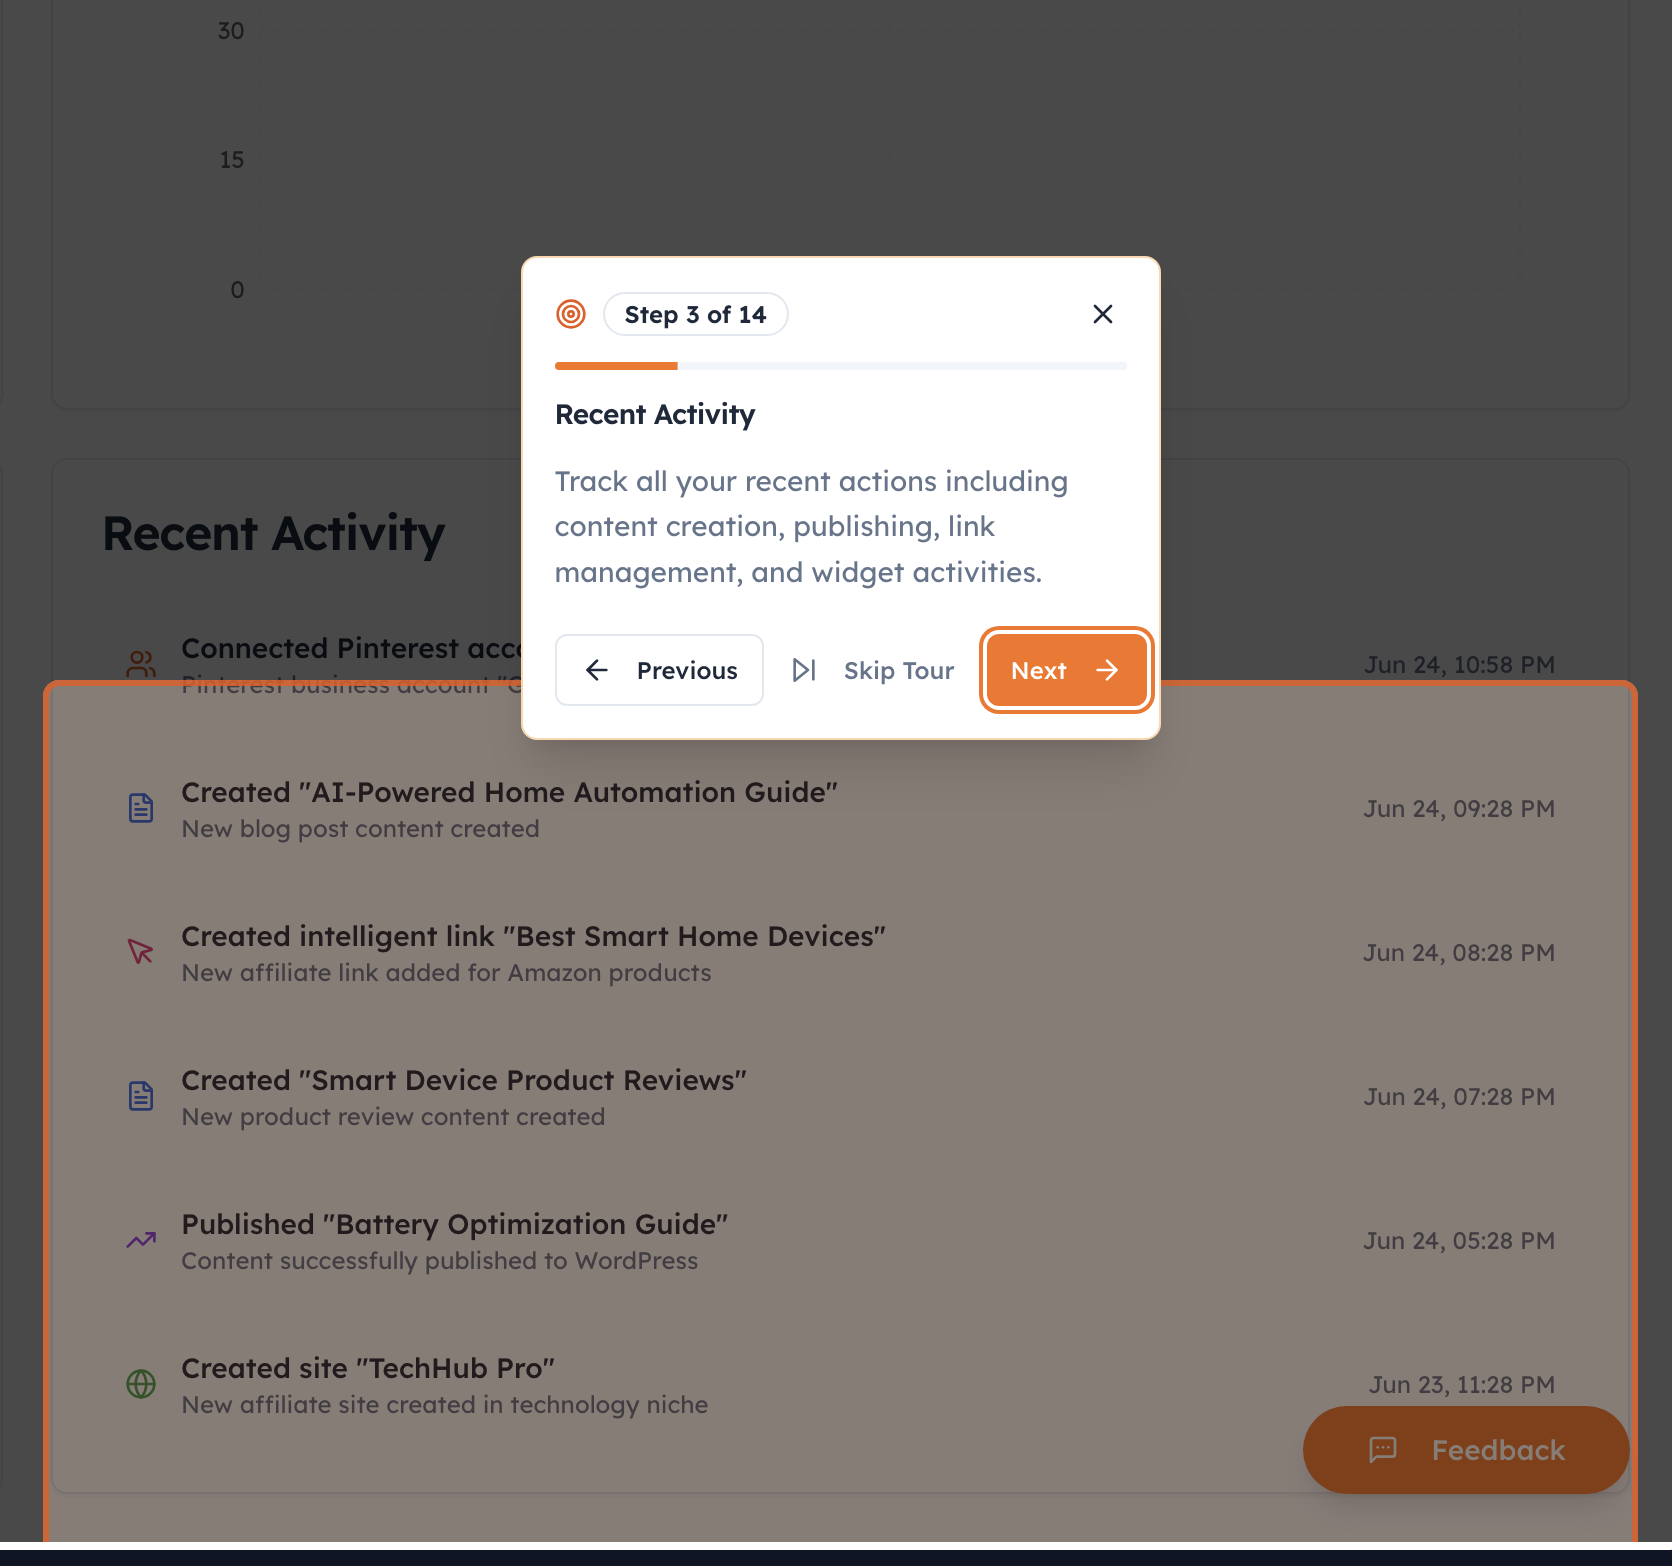 30
15
0
Step 3 of 14
Recent Activity
Track all your recent actions including
content creation, publishing, link
management, and widget activities.
Previous
Skip Tour
Next
Recent Activity
Connected Pinterest
Pinterest business account
Jun 24, 10:58 PM
Created "AI-Powered Home Automation Guide"
New blog post content created
Jun 24, 09:28 PM
Created intelligent link "Best Smart Home Devices"
New affiliate link added for Amazon products
Jun 24, 08:28 PM
Created "Smart Device Product Reviews"
New product review content created
Jun 24, 07:28 PM
Published "Battery Optimization Guide"
Content successfully published to WordPress
Jun 24, 05:28 PM
Created site "TechHub Pro"
New affiliate site created in technology niche
Jun 23, 11:28 PM
Feedback